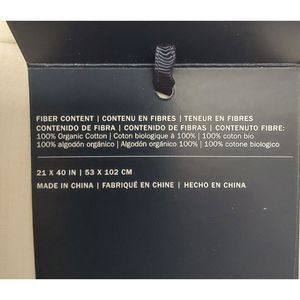 FIBER CONTENT | CONTENU EN FIBRES | TENEUR EN FIBRES
CONTENIDO DE FIBRA | CONTENIDO DE FIBRAS | CONTENUTO FIBRE:
100% Organic Cotton | Coton biologique à 100% | 100% coton bio
100% algodón orgánico | Algodón orgánico 100% | 100% cotone biologico
21 X 40 IN | 53 X 102 CM
MADE IN CHINA | FABRIQUÉ EN CHINE | HECHO EN CHINA